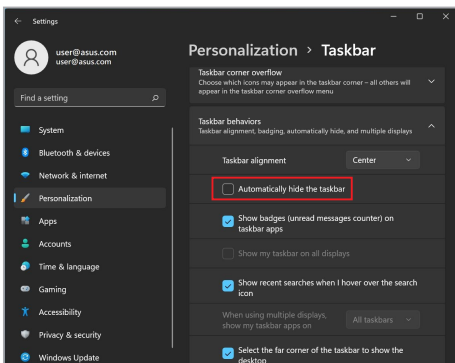 Settings
user@asus.com
user@asus.com
Find a setting
System
Bluetooth & devices
Network & internet
Personalization
Apps
Accounts
Time & language
Gaming
Accessibility
Privacy & security
Windows Update
Personalization > Taskbar
Taskbar corner overflow
Choose which icons may appear in the taskbar corner – all others will
appear in the taskbar corner overflow menu
Taskbar behaviors
Taskbar alignment, badging, automatically hide, and multiple displays
Taskbar alignment
Center
Automatically hide the taskbar
Show badges (unread messages counter) on
taskbar apps
Show my taskbar on all displays
Show recent searches when I hover over the search
icon
When using multiple displays,
show my taskbar apps on
All taskbars
Select the far corner of the taskbar to show the
desktop